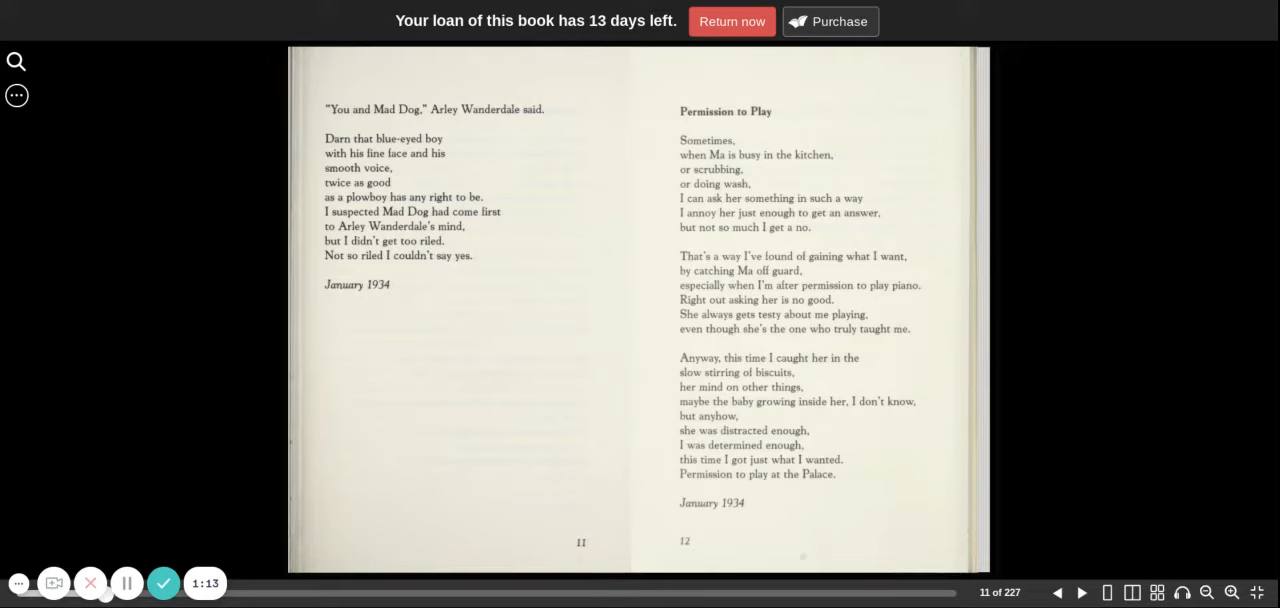 Your loan of this book has 13 days left.
Return now
Purchase
"You and Mad Dog," Arley Wanderdale said.
Darn that blue-eyed boy
with his fine face and his
smooth voice,
twice as good
as a plowboy has any right to be.
I suspected Mad Dog had come first
to Arley Wanderdale's mind,
but I didn't get too riled.
Not so riled I couldn't say yes.
January 1934
11
Permission to Play
Sometimes,
when Ma is busy in the kitchen,
or scrubbing,
or doing wash,
I can ask her something in such a way
I annoy her just enough to get an answer,
but not so much I get a no.
That's a way I've found of gaining what I want,
by catching Ma off guard,
especially when I'm after permission to play piano.
Right out asking her is no good.
She always gets testy about me playing,
even though she's the one who truly taught me.
Anyway, this time I caught her in the
slow stirring of biscuits,
her mind on other things,
maybe the baby growing inside her, I don't know,
but anyhow,
she was distracted enough,
I was determined enough,
this time I got just what I wanted.
Permission to play at the Palace.
January 1934
12
1:13
11 of 227